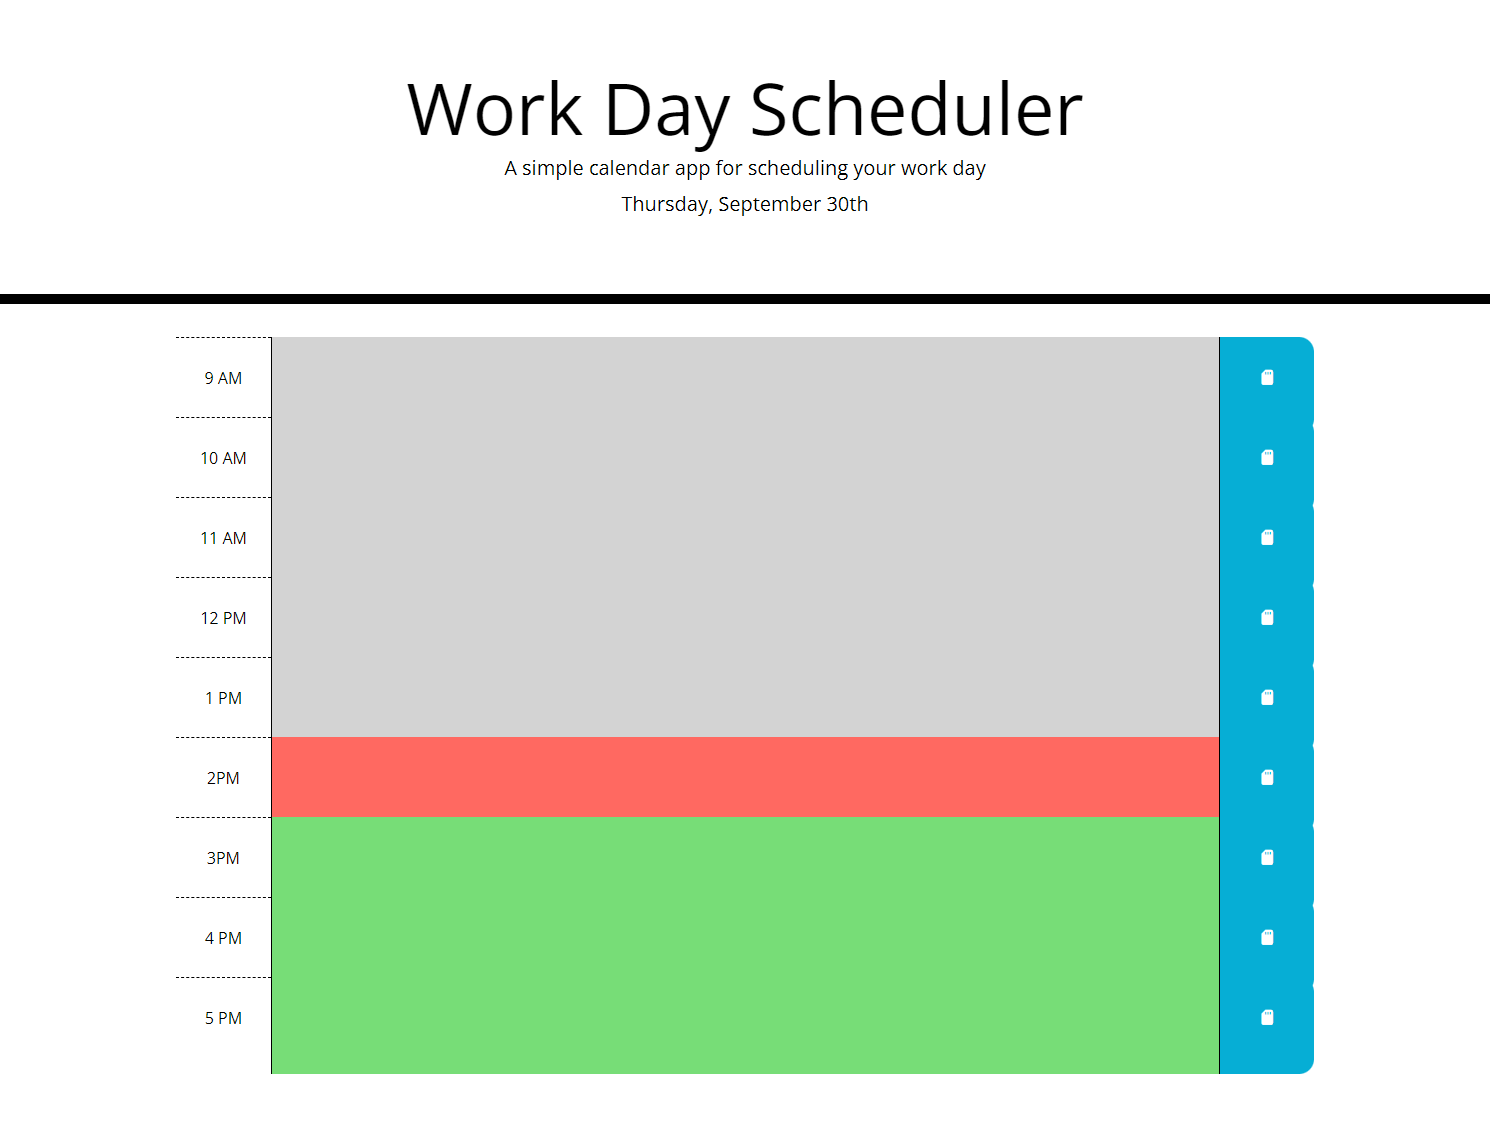 Work Day Scheduler
A simple calendar app for scheduling your work day
Thursday, September 30th
9 AM
10 AM
11 AM
12 PM
1 PM
2PM
3PM
4 PM
5 PM